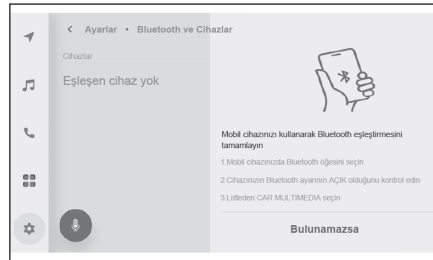 Ayarlar • Bluetooth ve Cihazlar
Cihazlar
Eşleşen cihaz yok
Mobil cihazınızı kullanarak Bluetooth eşleştirmesini
tamamlayın
1.Mobil cihazınızda Bluetooth öğesini seçin
2.Cihazınızın Bluetooth ayarının AÇIK olduğunu kontrol edin
3.Listeden CAR MULTIMEDIA seçin
Bulunamazsa